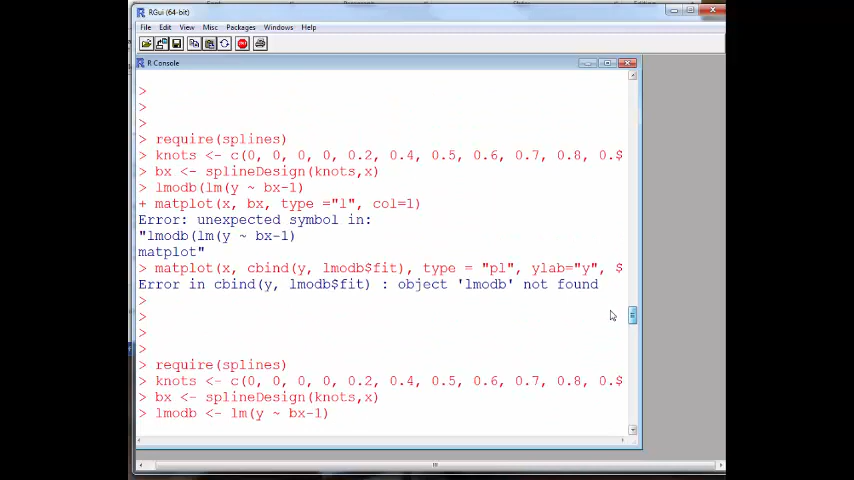 RGui (64-bit)
File Edit View Misc Packages Windows Help
R Console
>
>
>
> require(splines)
> knots <- c(0, 0, 0, 0, 0.2, 0.4, 0.5, 0.6, 0.7, 0.8, 0.$
> bx <- splineDesign(knots,x)
> lmodb(lm(y ~ bx-1)
+ matplot(x, bx, type ="l", col=1)
Error: unexpected symbol in:
"lmodb(lm(y ~ bx-1)
matplot"
> matplot(x, cbind(y, lmodb$fit), type = "pl", ylab="y", $
Error in cbind(y, lmodb$fit) : object 'lmodb' not found
>
>
>
>
> require(splines)
> knots <- c(0, 0, 0, 0, 0.2, 0.4, 0.5, 0.6, 0.7, 0.8, 0.$
> bx <- splineDesign(knots,x)
> lmodb <- lm(y ~ bx-1)